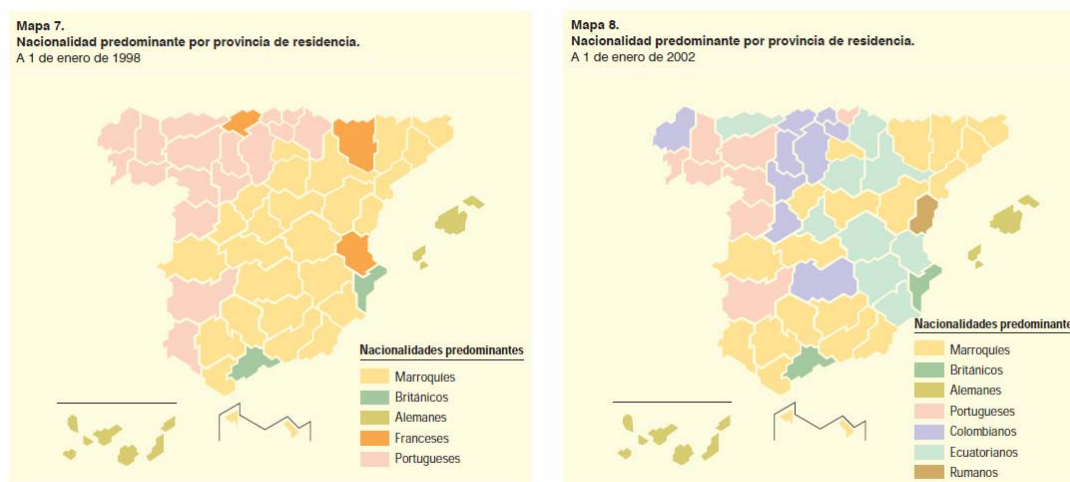 Mapa 7.
Nacionalidad predominante por provincia de residencia.
A 1 de enero de 1998
Nacionalidades predominantes
Marroquíes
Británicos
Alemanes
Franceses
Portugueses
Mapa 8.
Nacionalidad predominante por provincia de residencia.
A 1 de enero de 2002
Nacionalidades predominante
Marroquíes
Británicos
Alemanes
Portugueses
Colombianos
Ecuatorianos
Rumanos